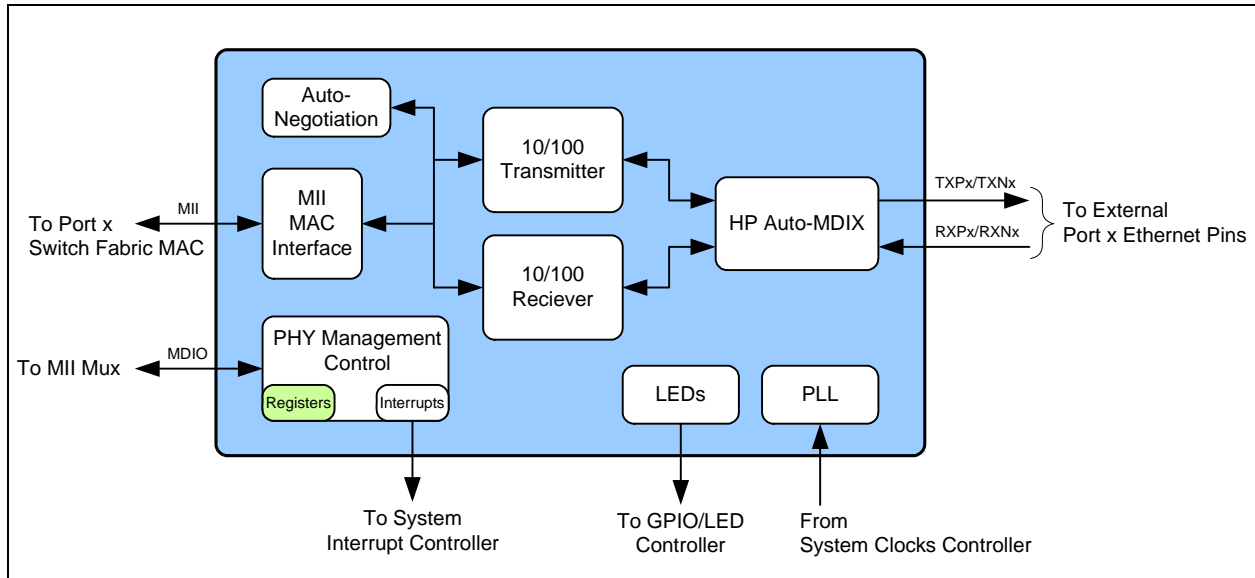 Auto-
Negotiation
10/100
Transmitter
MII
MAC
Interface
HP Auto-MDIX
10/100
Reciever
MII
To Port x
Switch Fabric MAC
TXPx/TXNx
RXPx/RXNx
To External
Port x Ethernet Pins
PHY Management
Control
Registers
Interrupts
MDIO
To MII Mux
LEDs
PLL
To System
Interrupt Controller
To GPIO/LED
Controller
From
System Clocks Controller